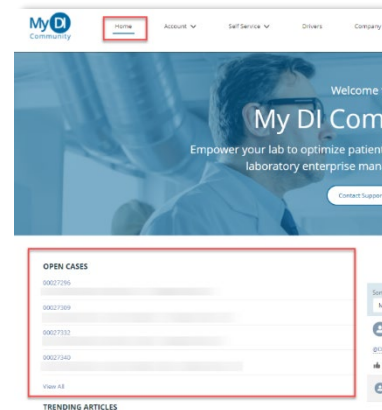 My DI
Community
Home
Account
Self Service
Drivers
Company
Welcome
My DI Com
Empower your lab to optimize patient
laboratory enterprise man
Contact Suppor
OPEN CASES
00027296
00027309
00027332
00027340
View All
TRENDING ARTICLES